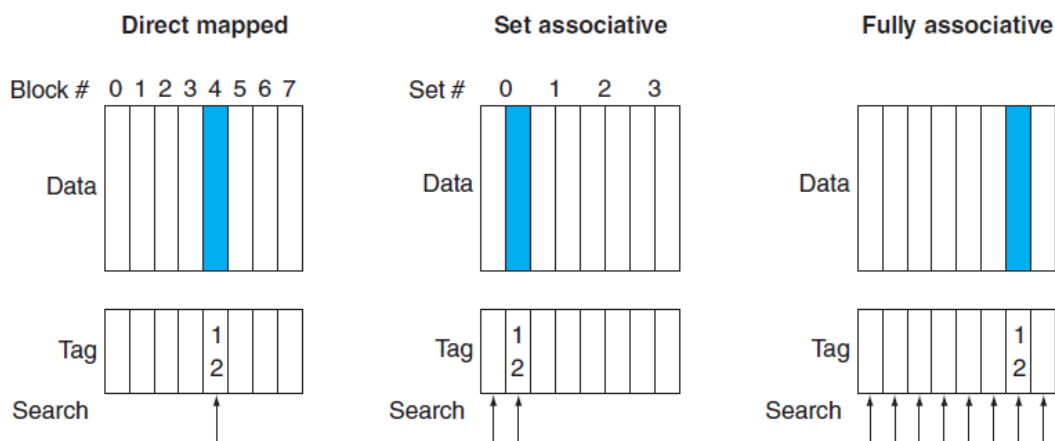 Direct mapped
Block # 0 1 2 3 4 5 6 7
Data
Tag
1
2
Search
Set associative
Set # 0 1 2 3
Data
Tag
1
2
Search
Fully associative
Data
Tag
1
2
Search